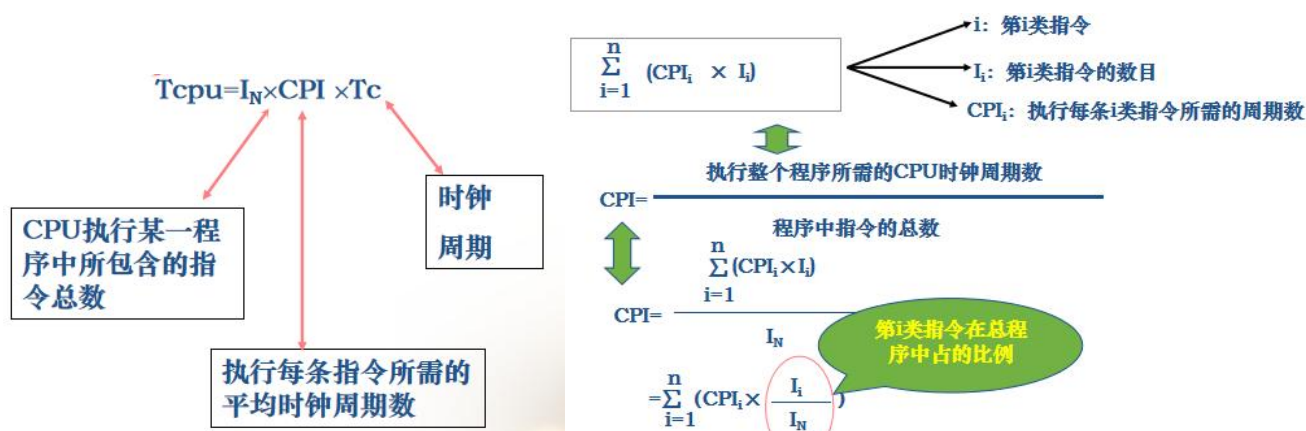 Tcpu=I_N×CPI ×Tc
CPU执行某一程
序中所包含的指
令总数
时钟
周期
执行每条指令所需的
平均时钟周期数
n
∑ (CPI_i × I_i)
i=1
i：第i类指令
I_i：第i类指令的数目
CPI_i：执行每条i类指令所需的周期数
执行整个程序所需的CPU时钟周期数
CPI=
程序中指令的总数
n
∑(CPI_i×I_i)
i=1
CPI=
I_N
第i类指令在总程
序中占的比例
n
=∑(CPI_i× I_i )
i=1
I_N